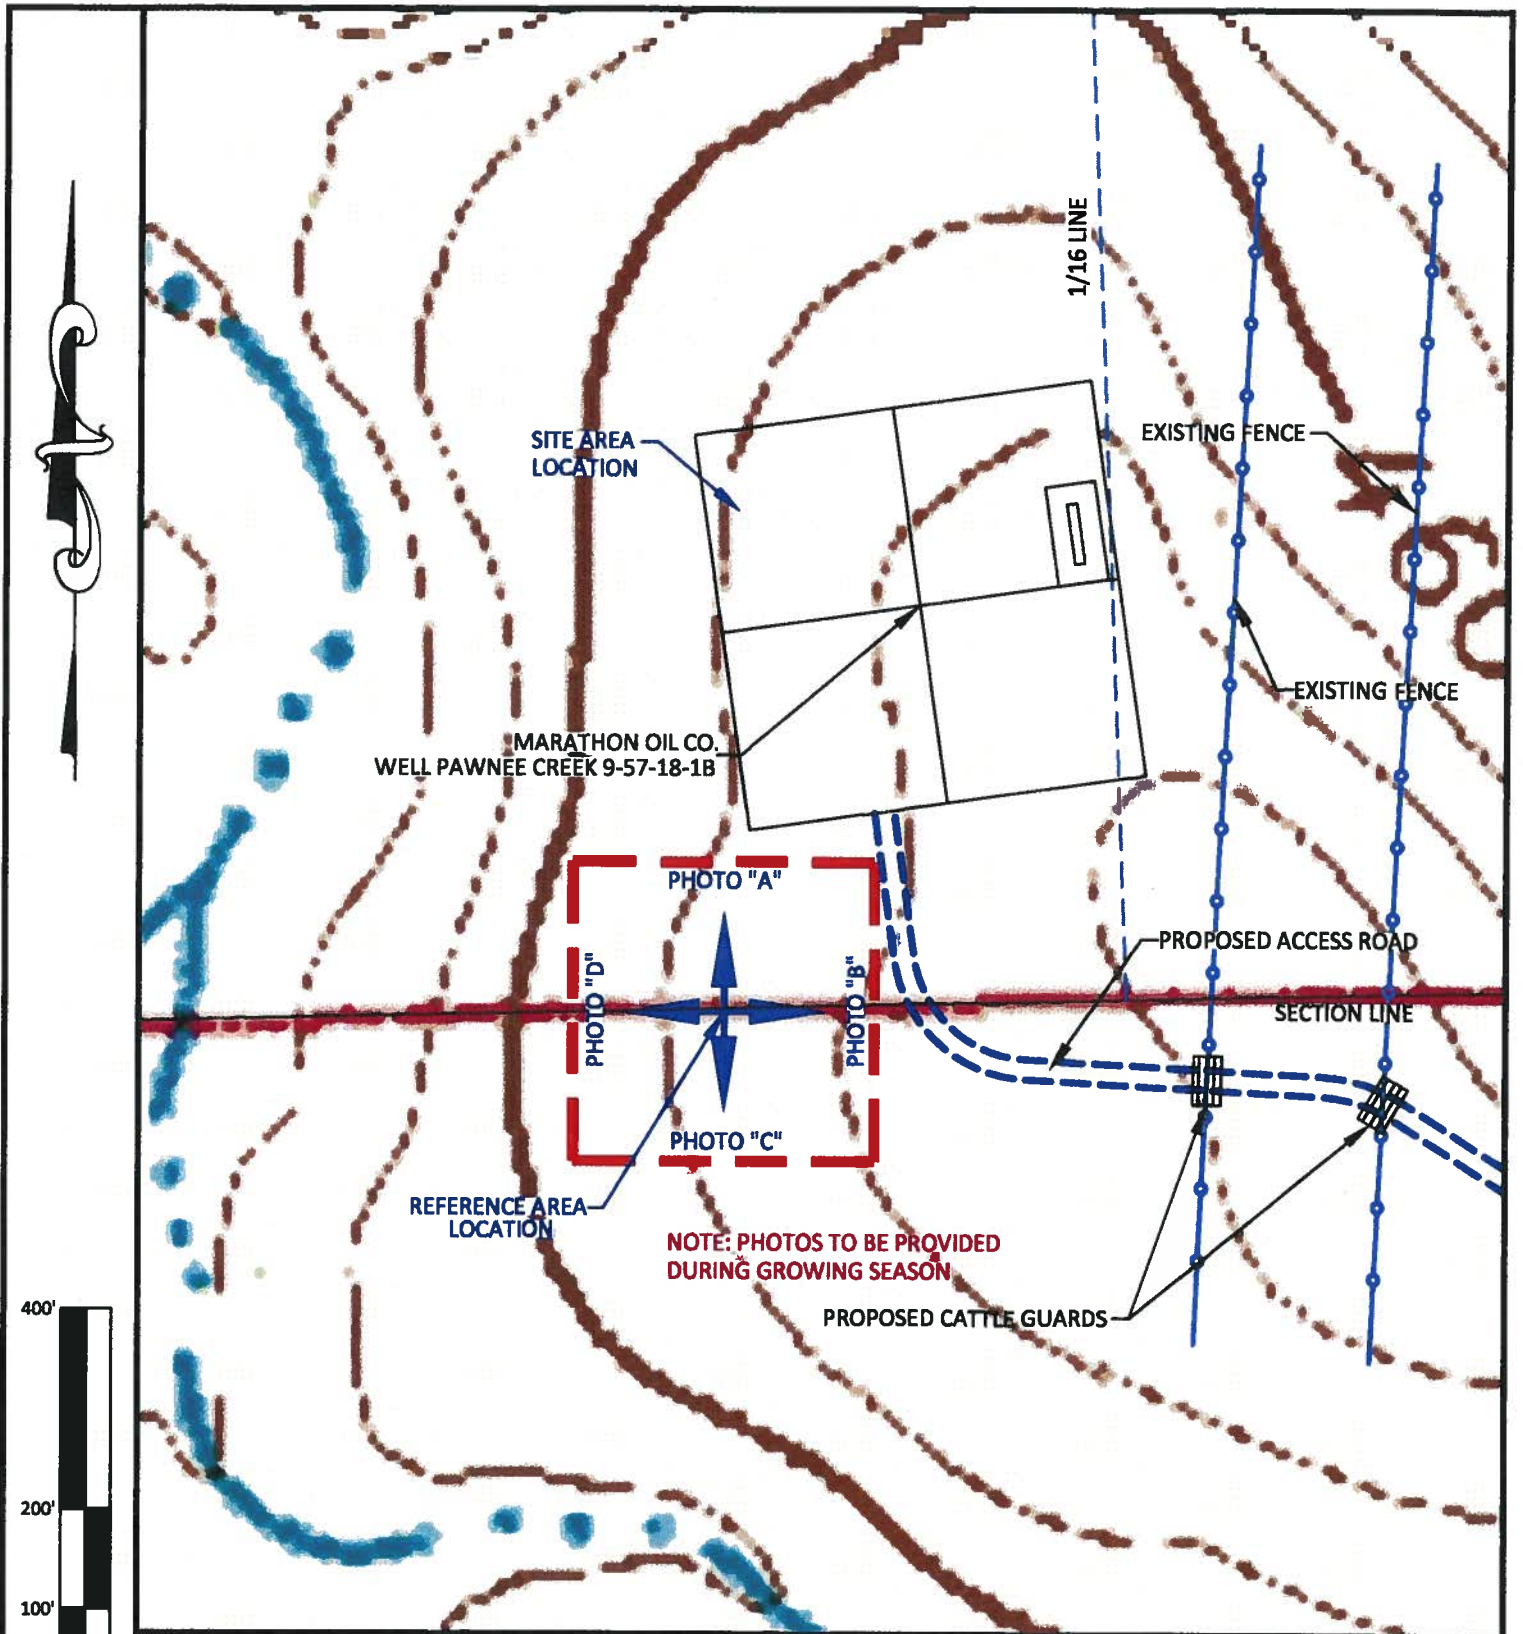 1/16 LINE
SITE AREA
LOCATION
EXISTING FENCE
EXISTING FENCE
MARATHON OIL CO.
WELL PAWNEE CREEK 9-57-18-1B
PHOTO "A"
PROPOSED ACCESS ROAD
PHOTO "D"
PHOTO "B"
SECTION LINE
PHOTO "C"
REFERENCE AREA
LOCATION
NOTE: PHOTOS TO BE PROVIDED
DURING GROWING SEASON
PROPOSED CATTLE GUARDS
400'
200'
100'